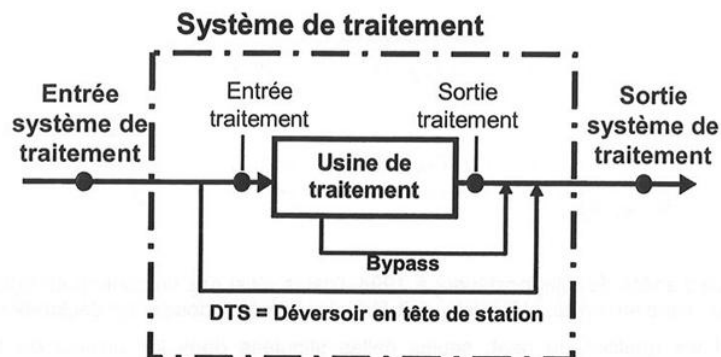 Système de traitement
Entrée
système de
traitement
Entrée
traitement
Sortie
traitement
Sortie
système de
traitement
Usine de
traitement
Bypass
DTS = Déversoir en tête de station